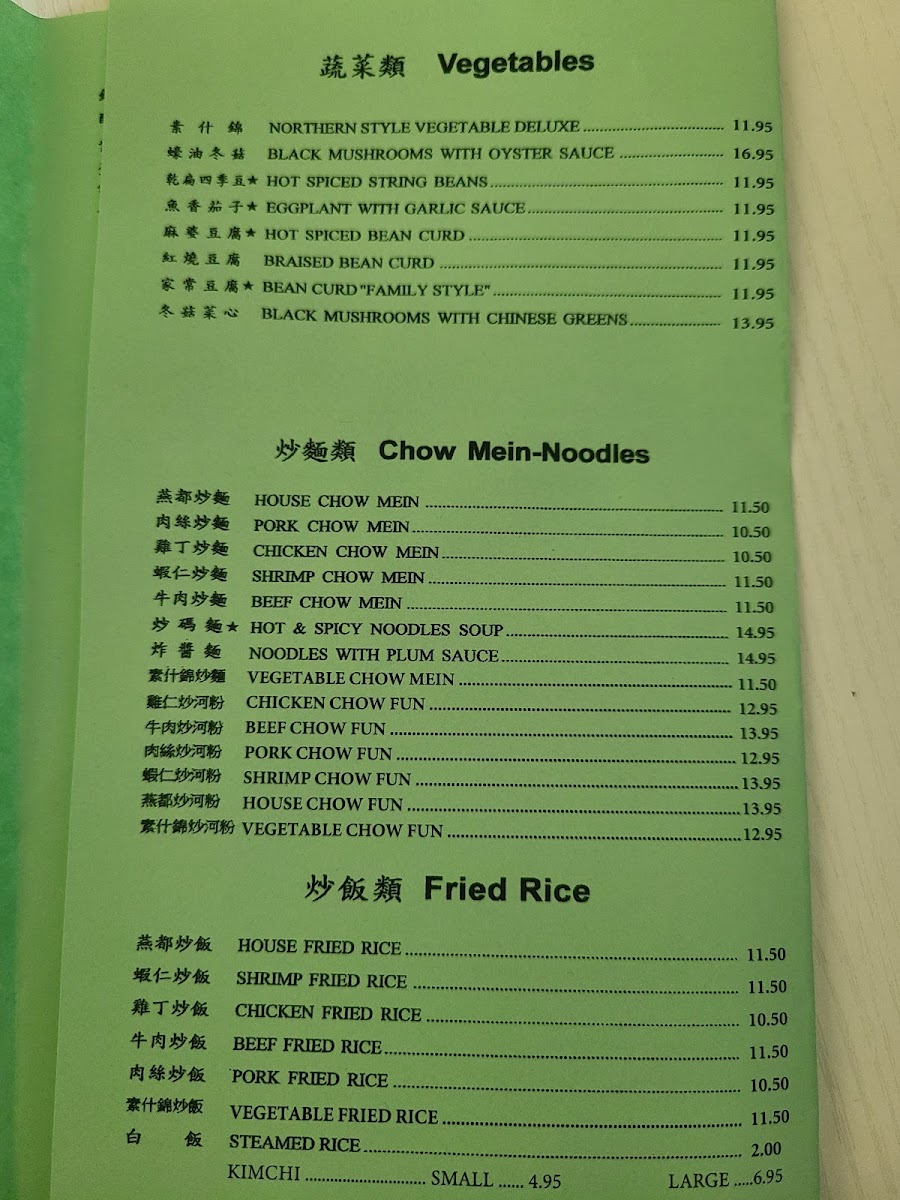 蔬菜類 Vegetables
素什錦 NORTHERN STYLE VEGETABLE DELUXE 11.95
蠔油冬菇 BLACK MUSHROOMS WITH OYSTER SAUCE 16.95
乾扁四季豆★ HOT SPICED STRING BEANS 11.95
魚香茄子★ EGGPLANT WITH GARLIC SAUCE 11.95
麻婆豆腐★ HOT SPICED BEAN CURD 11.95
紅燒豆腐 BRAISED BEAN CURD 11.95
家常豆腐★ BEAN CURD "FAMILY STYLE" 11.95
冬菇菜心 BLACK MUSHROOMS WITH CHINESE GREENS 13.95
炒麵類 Chow Mein-Noodles
燕都炒麵 HOUSE CHOW MEIN 11.50
肉絲炒麵 PORK CHOW MEIN 10.50
雞丁炒麵 CHICKEN CHOW MEIN 10.50
蝦仁炒麵 SHRIMP CHOW MEIN 11.50
牛肉炒麵 BEEF CHOW MEIN 11.50
炒碼麵★ HOT & SPICY NOODLES SOUP 14.95
炸醬麵 NOODLES WITH PLUM SAUCE 14.95
素什錦炒麵 VEGETABLE CHOW MEIN 11.50
雞仁炒河粉 CHICKEN CHOW FUN 12.95
牛肉炒河粉 BEEF CHOW FUN 13.95
肉絲炒河粉 PORK CHOW FUN 12.95
蝦仁炒河粉 SHRIMP CHOW FUN 13.95
燕都炒河粉 HOUSE CHOW FUN 13.95
素什錦炒河粉 VEGETABLE CHOW FUN 12.95
炒飯類 Fried Rice
燕都炒飯 HOUSE FRIED RICE 11.50
蝦仁炒飯 SHRIMP FRIED RICE 11.50
雞丁炒飯 CHICKEN FRIED RICE 10.50
牛肉炒飯 BEEF FRIED RICE 11.50
肉絲炒飯 PORK FRIED RICE 10.50
素什錦炒飯 VEGETABLE FRIED RICE 11.50
白飯 STEAMED RICE 2.00
KIMCHI SMALL 4.95 LARGE 6.95